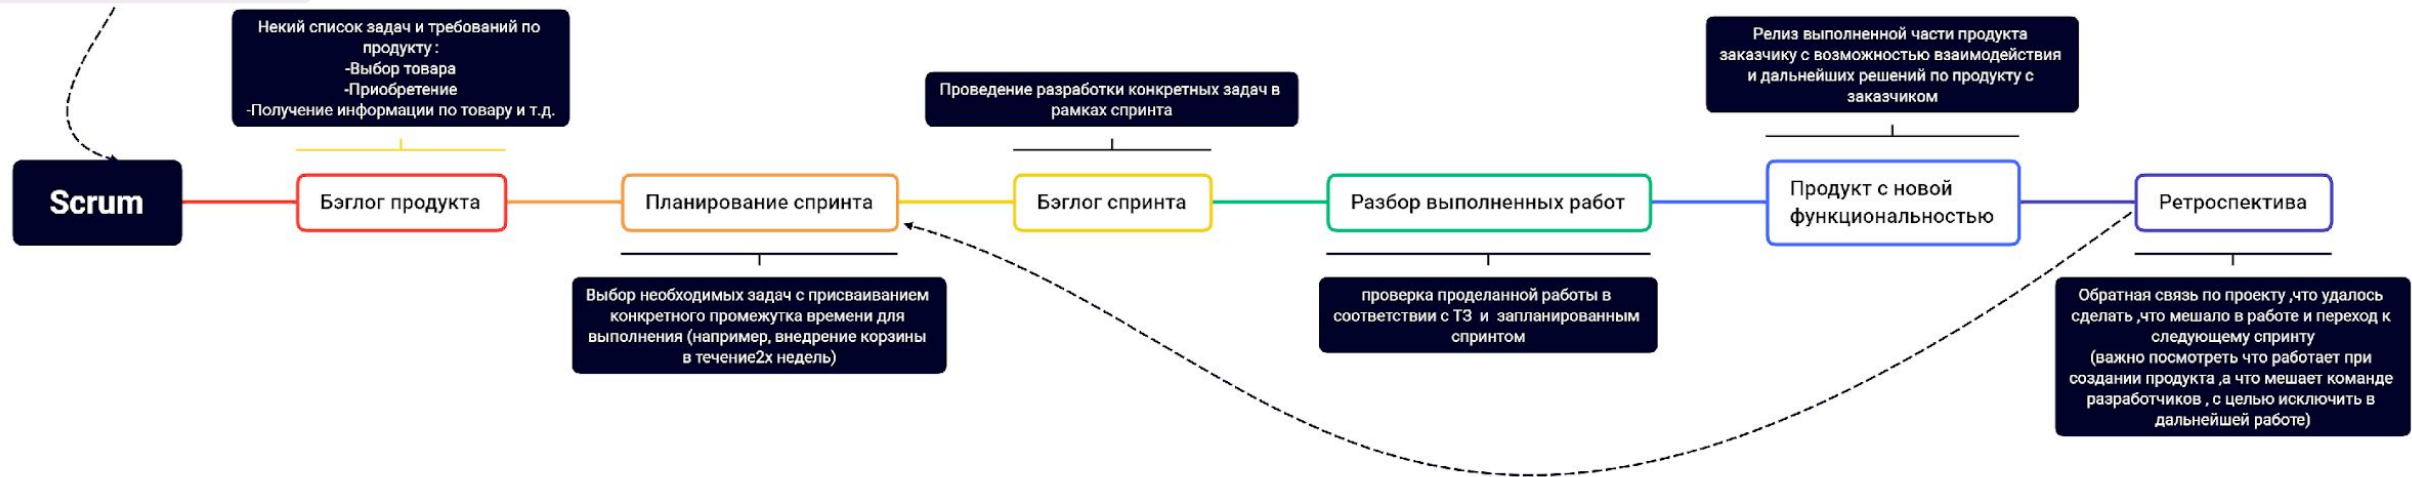 Некий список задач и требований по
продукту :
-Выбор товара
-Приобретение
-Получение информации по товару и т.д.
Проведение разработки конкретных задач в
рамках спринта
Релиз выполненной части продукта
заказчику с возможностью взаимодействия
и дальнейших решений по продукту с
заказчиком
Scrum
Бэглог продукта
Планирование спринта
Бэглог спринта
Разбор выполненных работ
Продукт с новой
функциональностью
Ретроспектива
Выбор необходимых задач с присваиванием
конкретного промежутка времени для
выполнения (например, внедрение корзины
в течение2х недель)
проверка проделанной работы в
соответствии с ТЗ и запланированным
спринтом
Обратная связь по проекту ,что удалось
сделать ,что мешало в работе и переход к
следующему спринту
(важно посмотреть что работает при
создании продукта ,а что мешает команде
разработчиков , с целью исключить в
дальнейшей работе)